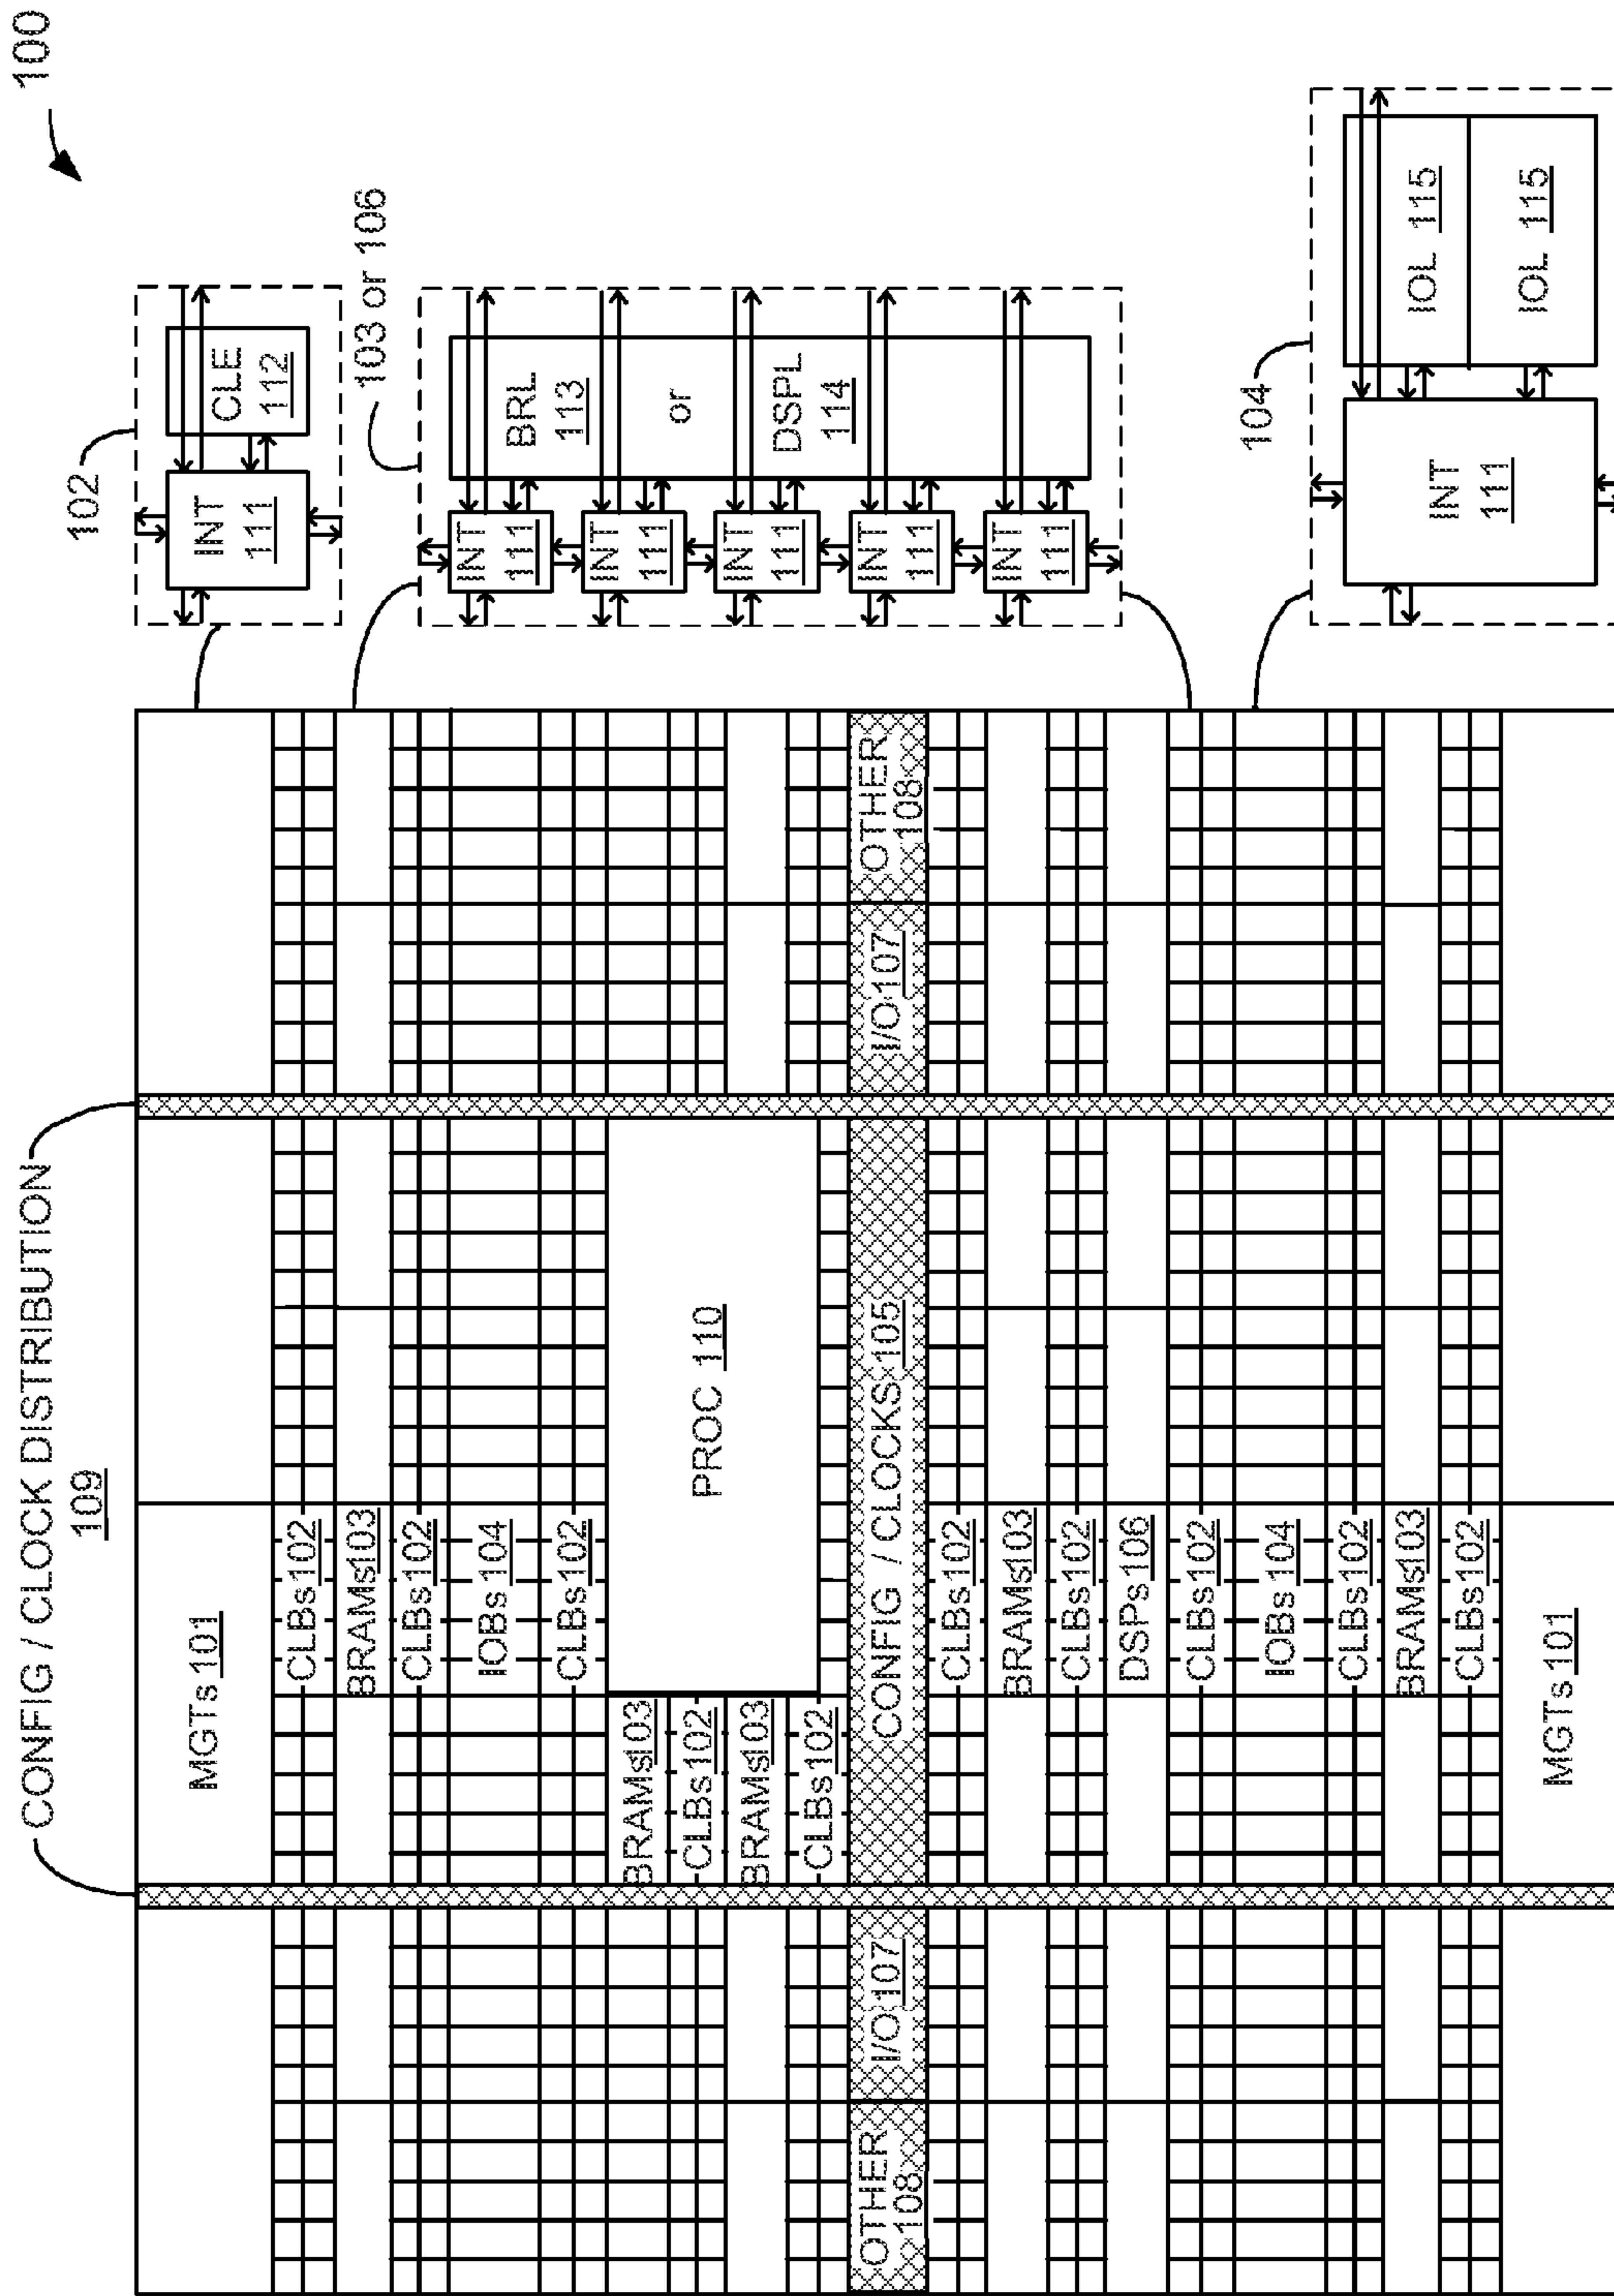 100
CONFIG / CLOCK DISTRIBUTION
109
MGTs 101
CLBs 102
BRAMs 103
CLBs 102
IOBs 104
CLBs 102
BRAMs 103
CLBs 102
BRAMs 103
CLBs 102
PROC 110
OTHER
108
I/O 107
CONFIG / CLOCKS 105
I/O 107
OTHER
108
CLBs 102
BRAMs 103
CLBs 102
DSPs 106
CLBs 102
IOBs 104
CLBs 102
BRAMs 103
CLBs 102
MGTs 101
102
INT
111
CLE
112
103 or 106
INT
111
INT
111
INT
111
INT
111
INT
111
BRL
113
or
DSPL
114
104
INT
111
IOL 115
IOL 115